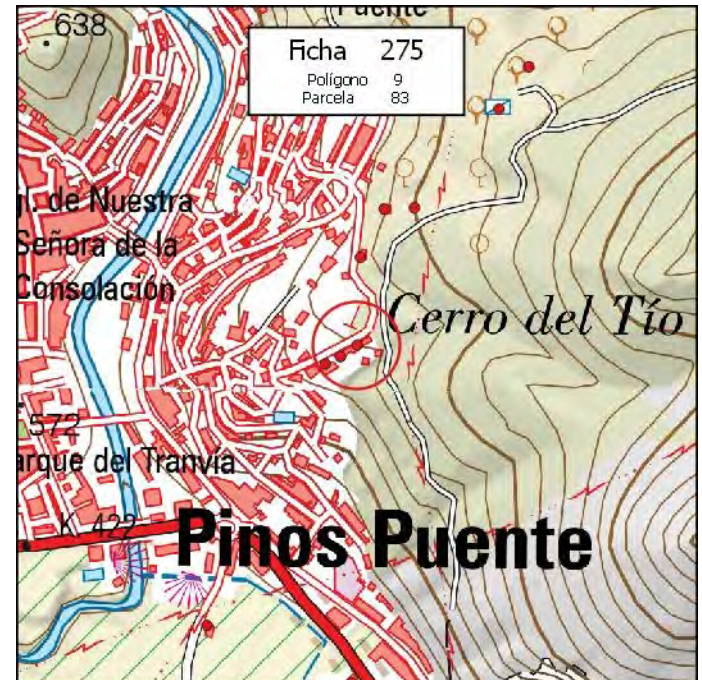 Puente
638
Ficha 275
Polígono 9
Parcela 83
de Nuestra
Señora de la
Consolación
Cerro del Tío
572
arque del Tranvía
K 422
Pinos Puente